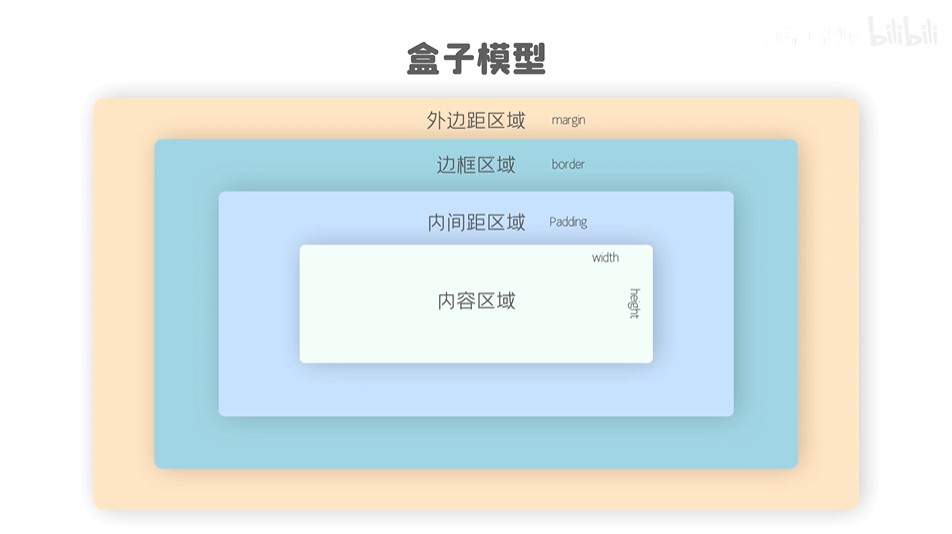 bilibili
盒子模型
外边距区域 margin
边框区域 border
内间距区域 Padding
width
内容区域
height